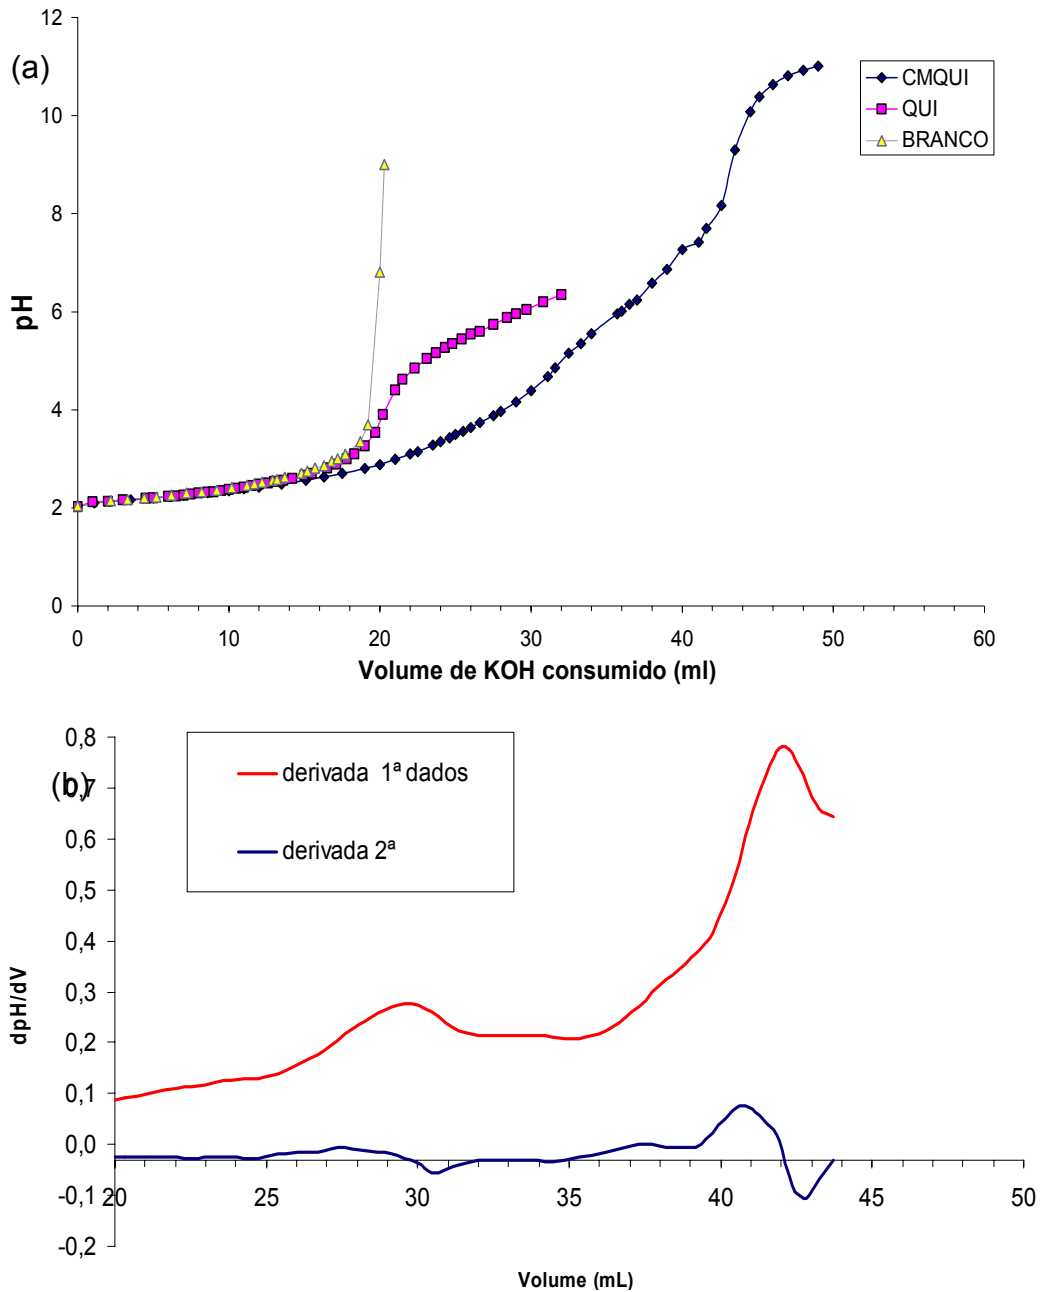 (a)
12
10
8
6
4
2
0
pH
0 10 20 30 40 50 60
Volume de KOH consumido (ml)
CMQUI
QUI
BRANCO
(b)
0,8
0,7
0,6
0,5
0,4
0,3
0,2
0,1
0,0
-0,1
-0,2
dpH/dV
derivada 1ª dados
derivada 2ª
20 25 30 35 40 45 50
Volume (mL)